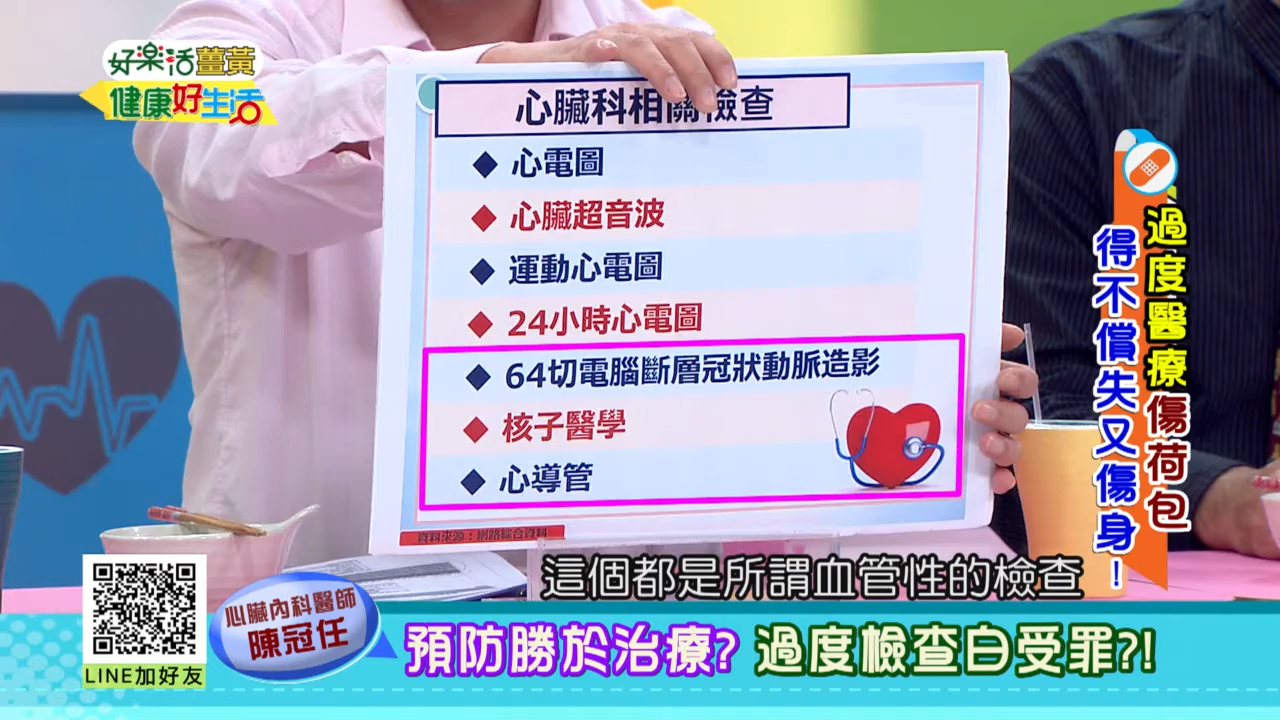 好樂活薑黃
健康好生活
心臟科相關檢查
心電圖
心臟超音波
運動心電圖
24小時心電圖
64切電腦斷層冠狀動脈造影
核子醫學
心導管
資料來源：網路綜合資料
過度醫療傷荷包
得不償失又傷身！
這個都是所謂血管性的檢查
心臟內科醫師
陳冠任
預防勝於治療? 過度檢查白受罪?!
LINE加好友